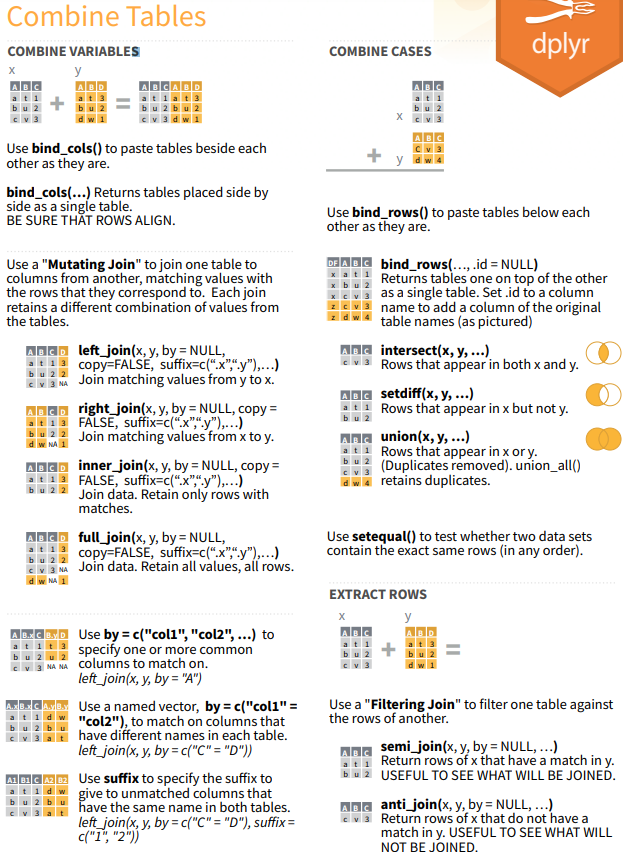 Combine Tables
dplyr
COMBINE VARIABLES
x y
A B C A B D A B C A B D
a t 1 a t 3 a t 1 a t 3
b u 2 + b u 2 = b u 2 b u 2
c v 3 d w 1 c v 3 d w 1
Use bind_cols() to paste tables beside each
other as they are.
bind_cols(…) Returns tables placed side by
side as a single table.
BE SURE THAT ROWS ALIGN.
Use a "Mutating Join" to join one table to
columns from another, matching values with
the rows that they correspond to. Each join
retains a different combination of values from
the tables.
A B C D
a t 1 3
b u 2 2
c v 3 NA
left_join(x, y, by = NULL,
copy=FALSE, suffix=c(“.x”,“.y”),…)
Join matching values from y to x.
A B C D
a t 1 3
b u 2 2
d w NA 1
right_join(x, y, by = NULL, copy =
FALSE, suffix=c(“.x”,“.y”),…)
Join matching values from x to y.
A B C D
a t 1 3
b u 2 2
inner_join(x, y, by = NULL, copy =
FALSE, suffix=c(“.x”,“.y”),…)
Join data. Retain only rows with
matches.
A B C D
a t 1 3
b u 2 2
c v 3 NA
d w NA 1
full_join(x, y, by = NULL,
copy=FALSE, suffix=c(“.x”,“.y”),…)
Join data. Retain all values, all rows.
A B.x C B.y D
a t 1 t 3
b u 2 u 2
c v 3 NA NA
Use by = c("col1", "col2", …) to
specify one or more common
columns to match on.
left_join(x, y, by = "A")
A.x B.x C A.y B.y
a t 1 d w
b u 2 b u
c v 3 a t
Use a named vector, by = c("col1" =
"col2"), to match on columns that
have different names in each table.
left_join(x, y, by = c("C" = "D"))
A1 B1 C A2 B2
a t 1 d w
b u 2 b u
c v 3 a t
Use suffix to specify the suffix to
give to unmatched columns that
have the same name in both tables.
left_join(x, y, by = c("C" = "D"), suffix =
c("1", "2"))
COMBINE CASES
A B C
a t 1
b u 2
x c v 3
A B C
C v 3
+ y d w 4
Use bind_rows() to paste tables below each
other as they are.
DF A B C
x a t 1
x b u 2
x c v 3
z c v 3
z d w 4
bind_rows(…, .id = NULL)
Returns tables one on top of the other
as a single table. Set .id to a column
name to add a column of the original
table names (as pictured)
A B C
c v 3
intersect(x, y, …)
Rows that appear in both x and y.
A B C
a t 1
b u 2
setdiff(x, y, …)
Rows that appear in x but not y.
A B C
a t 1
b u 2
c v 3
d w 4
union(x, y, …)
Rows that appear in x or y.
(Duplicates removed). union_all()
retains duplicates.
Use setequal() to test whether two data sets
contain the exact same rows (in any order).
EXTRACT ROWS
x y
A B C A B D
a t 1 a t 3
b u 2 + b u 2 =
c v 3 d w 1
Use a "Filtering Join" to filter one table against
the rows of another.
A B C
a t 1
b u 2
semi_join(x, y, by = NULL, …)
Return rows of x that have a match in y.
USEFUL TO SEE WHAT WILL BE JOINED.
A B C
c v 3
anti_join(x, y, by = NULL, …)
Return rows of x that do not have a
match in y. USEFUL TO SEE WHAT WILL
NOT BE JOINED.